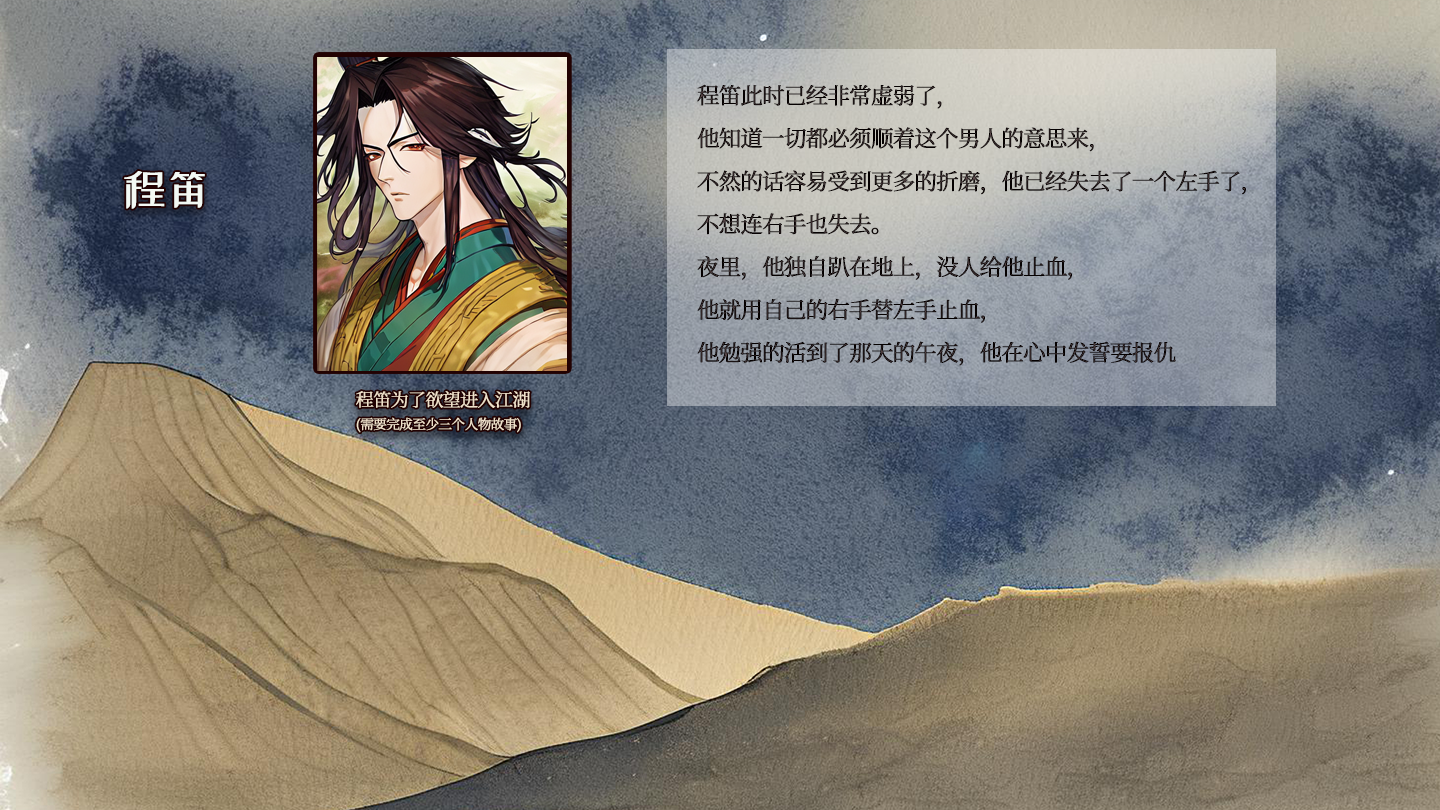 程笛
程笛为了欲望进入江湖
(需要完成至少三个人物故事)
程笛此时已经非常虚弱了，
他知道一切都必须顺着这个男人的意思来，
不然的话容易受到更多的折磨，他已经失去了一个左手了，
不想连右手也失去。
夜里，他独自趴在地上，没人给他止血，
他就用自己的右手替左手止血，
他勉强的活到了那天的午夜，他在心中发誓要报仇